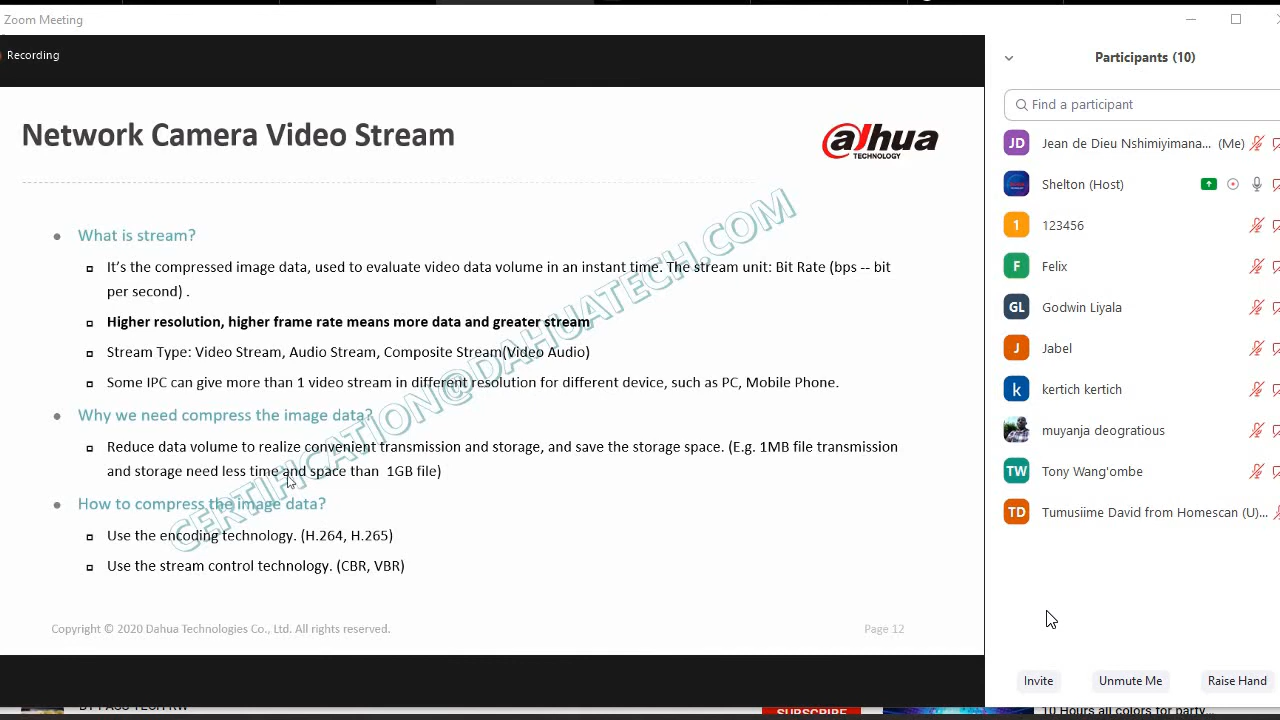 Zoom Meeting
Recording
Network Camera Video Stream
alhua
TECHNOLOGY
What is stream?
It's the compressed image data, used to evaluate video data volume in an instant time. The stream unit: Bit Rate (bps -- bit
per second) .
Higher resolution, higher frame rate means more data and greater stream
Stream Type: Video Stream, Audio Stream, Composite Stream(Video Audio)
Some IPC can give more than 1 video stream in different resolution for different device, such as PC, Mobile Phone.
Why we need compress the image data?
Reduce data volume to realize convenient transmission and storage, and save the storage space. (E.g. 1MB file transmission
and storage need less time and space than 1GB file)
How to compress the image data?
Use the encoding technology. (H.264, H.265)
Use the stream control technology. (CBR, VBR)
CERTIFICATION@DAHUATECH.COM
Copyright © 2020 Dahua Technologies Co., Ltd. All rights reserved.
Page 12
Participants (10)
Find a participant
JD Jean de Dieu Nshimiyimana... (Me)
Shelton (Host)
1 123456
F Felix
GL Godwin Liyala
J Jabel
k kertich kertich
muyanja deogratious
TW Tony Wang'ombe
TD Tumusiime David from Homescan (U)...
Invite
Unmute Me
Raise Hand
SUBSCRIBE
10 Hours all colors for party...